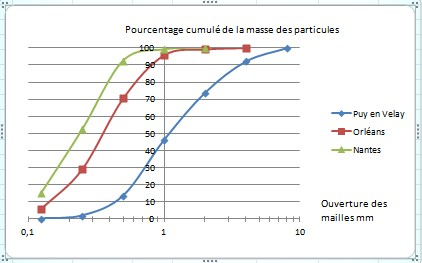 Pourcentage cumulé de la masse des particules
100
90
80
70
60
50
40
30
20
10
0
0,1
1
10
Ouverture des
mailles mm
Puy en Velay
Orléans
Nantes